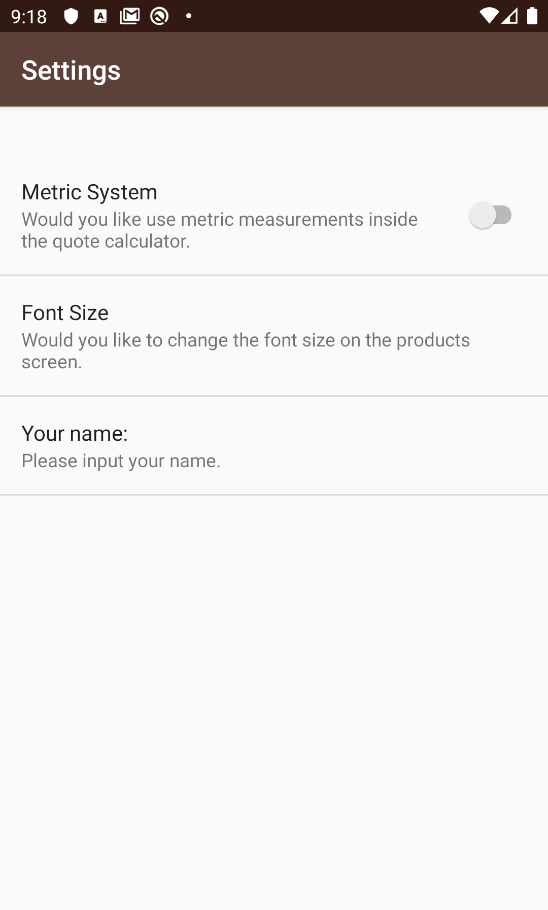 9:18
Settings
Metric System
Would you like use metric measurements inside
the quote calculator.
Font Size
Would you like to change the font size on the products
screen.
Your name:
Please input your name.